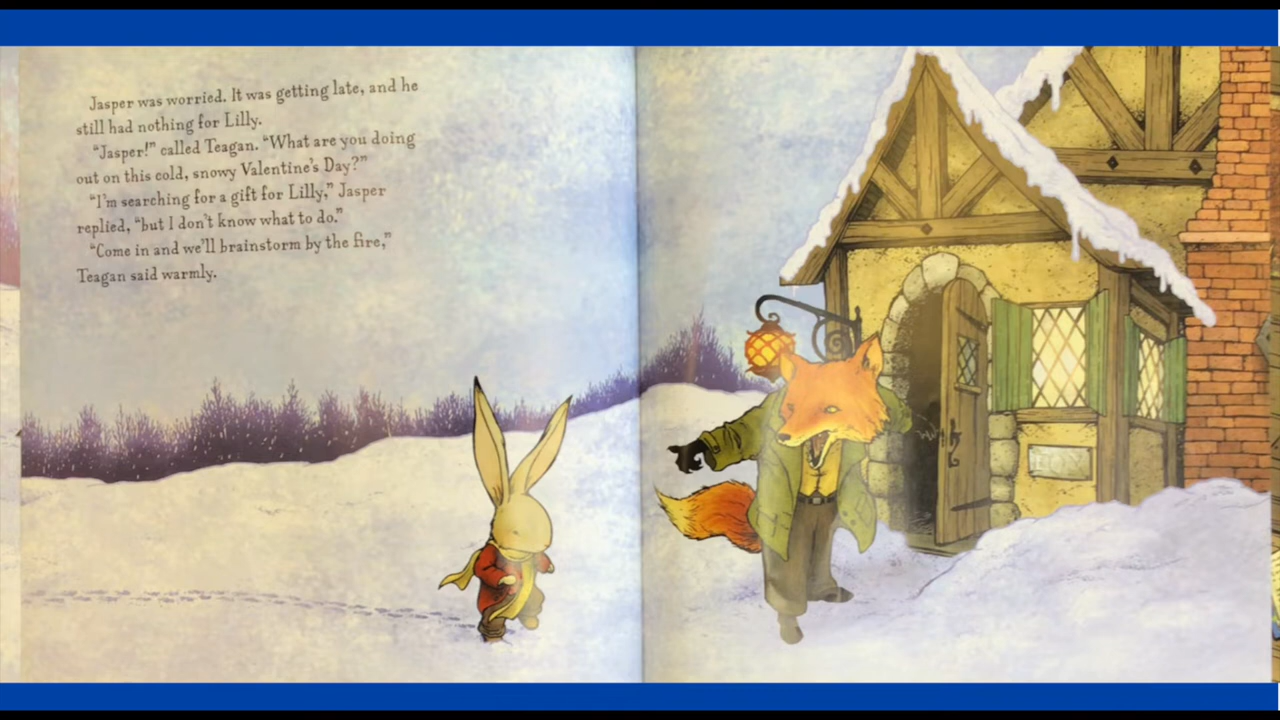 Jasper was worried. It was getting late, and he
still had nothing for Lilly.
“Jasper!” called Teagan. “What are you doing
out on this cold, snowy Valentine’s Day?”
“I’m searching for a gift for Lilly,” Jasper
replied, “but I don’t know what to do.”
“Come in and we’ll brainstorm by the fire,”
Teagan said warmly.
FOX